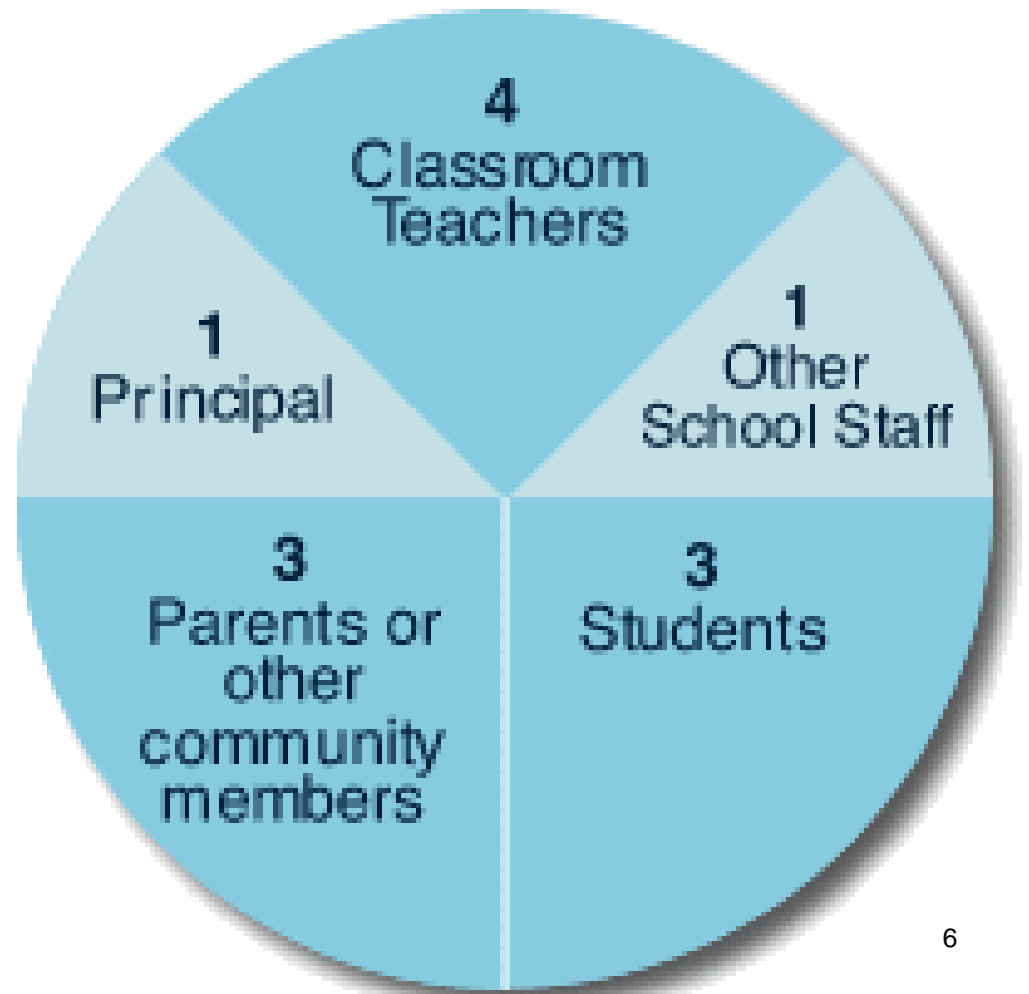 4
Classroom
Teachers
1
Principal
1
Other
School Staff
3
Parents or
other
community
members
3
Students
6